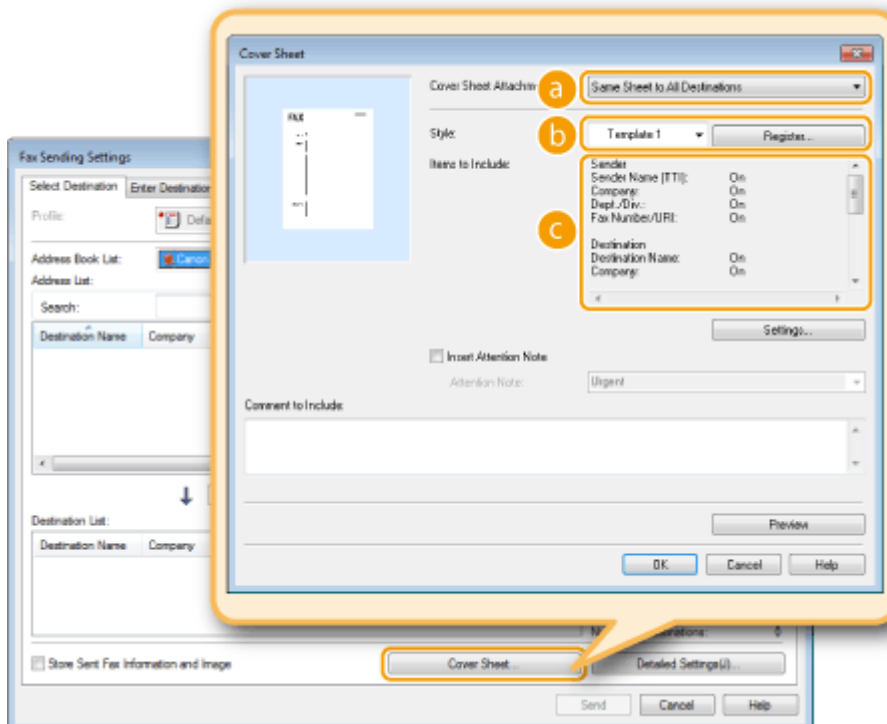 Cover Sheet
Cover Sheet Attachm
a
Same Sheet to All Destinations
FAX
Style:
b
Template 1
Register...
Items to Include:
c
Sender
Sender Name [TTI]: On
Company: On
Dept./Div.: On
Fax Number/URI: On
Destination
Destination Name: On
Company: On
Settings...
Insert Attention Note
Attention Note:
Urgent
Comment to Include:
Preview
OK
Cancel
Help
Fax Sending Settings
Select Destination
Enter Destination
Profile:
Defa
Address Book List:
Canon
Address List:
Search:
Destination Name
Company
Destination List:
Destination Name
Company
Store Sent Fax Information and Image
Cover Sheet...
Detailed Settings(J)...
Send
Cancel
Help